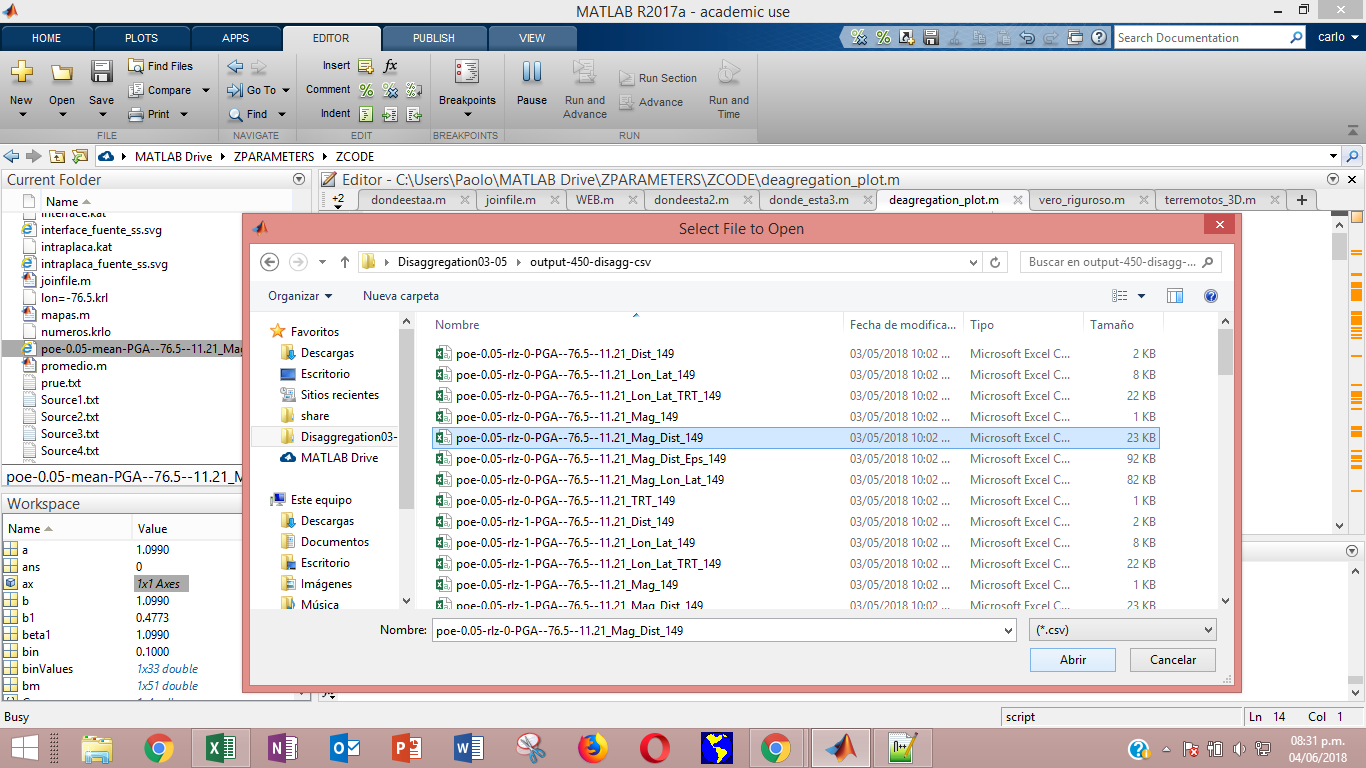 MATLAB R2017a - academic use
HOME PLOTS APPS EDITOR PUBLISH VIEW
Search Documentation carlo
New Open Save Find Files Compare Print
Go To Find
Insert Comment Indent
Breakpoints
Pause Run and Advance Run Section Advance Run and Time
FILE NAVIGATE EDIT BREAKPOINTS RUN
MATLAB Drive ZPARAMETERS ZCODE
Current Folder
Name
interface.kat
interface_fuente_ss.svg
intraplaca.kat
intraplaca_fuente_ss.svg
joinfile.m
lon=-76.5.krl
mapas.m
numeros.krlo
poe-0.05-mean-PGA--76.5--11.21_Mag
promedio.m
prue.txt
Source1.txt
Source2.txt
Source3.txt
Source4.txt
poe-0.05-mean-PGA--76.5--11.21_M
Workspace
Name Value
a 1.0990
ans 0
ax 1x1 Axes
b 1.0990
b1 0.4773
beta1 1.0990
bin 0.1000
binValues 1x33 double
bm 1x51 double
Editor - C:\Users\Paolo\MATLAB Drive\ZPARAMETERS\ZCODE\deagregation_plot.m
+2 dondeestaa.m joinfile.m WEB.m dondeesta2.m donde_esta3.m deagregation_plot.m vero_riguroso.m terremotos_3D.m
Select File to Open
Disaggregation03-05 output-450-disagg-csv
Buscar en output-450-disagg-...
Organizar Nueva carpeta
Favoritos
Descargas
Escritorio
Sitios recientes
share
Disaggregation03-
MATLAB Drive
Este equipo
Descargas
Documentos
Escritorio
Imágenes
Música
Nombre Fecha de modifica... Tipo Tamaño
poe-0.05-rlz-0-PGA--76.5--11.21_Dist_149 03/05/2018 10:02 ... Microsoft Excel C... 2 KB
poe-0.05-rlz-0-PGA--76.5--11.21_Lon_Lat_149 03/05/2018 10:02 ... Microsoft Excel C... 8 KB
poe-0.05-rlz-0-PGA--76.5--11.21_Lon_Lat_TRT_149 03/05/2018 10:02 ... Microsoft Excel C... 22 KB
poe-0.05-rlz-0-PGA--76.5--11.21_Mag_149 03/05/2018 10:02 ... Microsoft Excel C... 1 KB
poe-0.05-rlz-0-PGA--76.5--11.21_Mag_Dist_149 03/05/2018 10:02 ... Microsoft Excel C... 23 KB
poe-0.05-rlz-0-PGA--76.5--11.21_Mag_Dist_Eps_149 03/05/2018 10:02 ... Microsoft Excel C... 92 KB
poe-0.05-rlz-0-PGA--76.5--11.21_Mag_Lon_Lat_149 03/05/2018 10:02 ... Microsoft Excel C... 82 KB
poe-0.05-rlz-0-PGA--76.5--11.21_TRT_149 03/05/2018 10:02 ... Microsoft Excel C... 1 KB
poe-0.05-rlz-1-PGA--76.5--11.21_Dist_149 03/05/2018 10:02 ... Microsoft Excel C... 2 KB
poe-0.05-rlz-1-PGA--76.5--11.21_Lon_Lat_149 03/05/2018 10:02 ... Microsoft Excel C... 8 KB
poe-0.05-rlz-1-PGA--76.5--11.21_Lon_Lat_TRT_149 03/05/2018 10:02 ... Microsoft Excel C... 22 KB
poe-0.05-rlz-1-PGA--76.5--11.21_Mag_149 03/05/2018 10:02 ... Microsoft Excel C... 1 KB
poe-0.05-rlz-1-PGA--76.5--11.21_Mag_Dist_149 03/05/2018 10:02 ... Microsoft Excel C... 23 KB
Nombre: poe-0.05-rlz-0-PGA--76.5--11.21_Mag_Dist_149 (*.csv)
Abrir Cancelar
Busy script Ln 14 Col 1
08:31 p.m.
04/06/2018